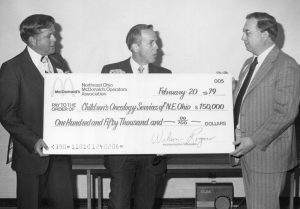 005
McDonald's
Northeast Ohio
McDonald's Operators
Association
February 20 19 79
PAY TO THE
ORDER OF
Children's Oncology Services of N.E. Ohio $ 150,000
One Hundred and Fifty Thousand and 00/100 DOLLARS